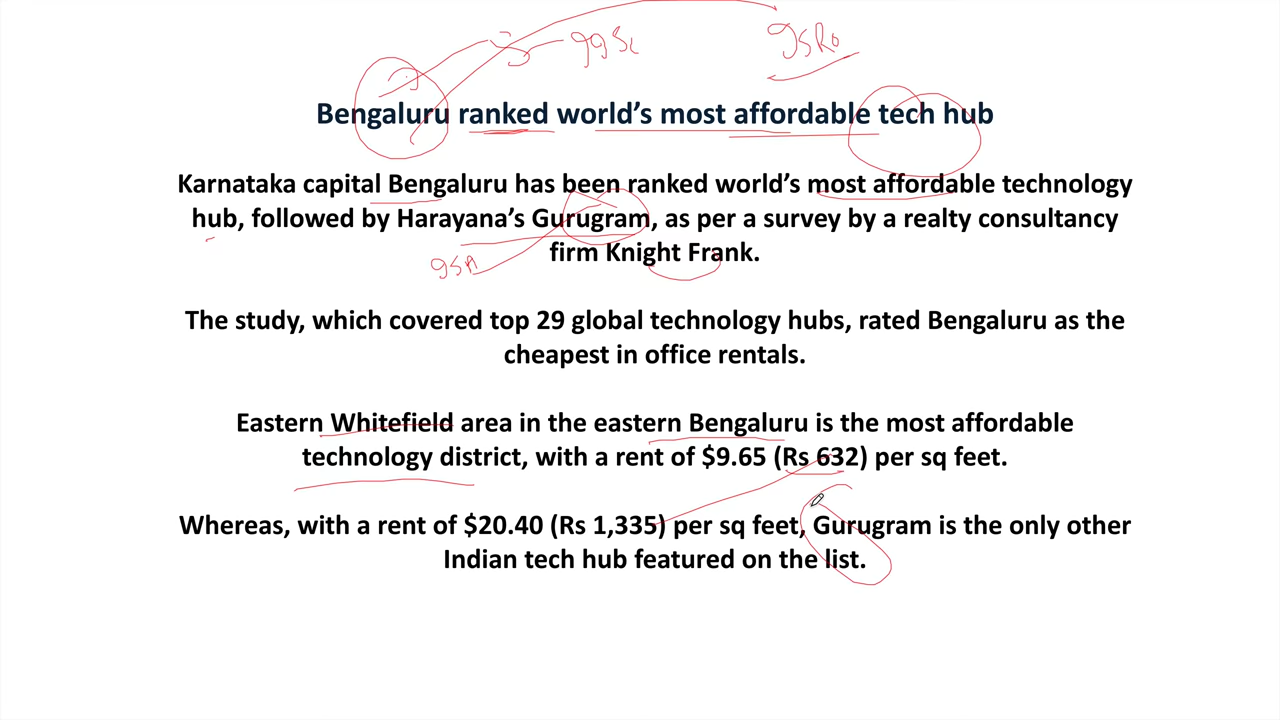 Bengaluru ranked world's most affordable tech hub
Karnataka capital Bengaluru has been ranked world's most affordable technology
hub, followed by Harayana's Gurugram, as per a survey by a realty consultancy
firm Knight Frank.
The study, which covered top 29 global technology hubs, rated Bengaluru as the
cheapest in office rentals.
Eastern Whitefield area in the eastern Bengaluru is the most affordable
technology district, with a rent of $9.65 (Rs 632) per sq feet.
Whereas, with a rent of $20.40 (Rs 1,335) per sq feet, Gurugram is the only other
Indian tech hub featured on the list.